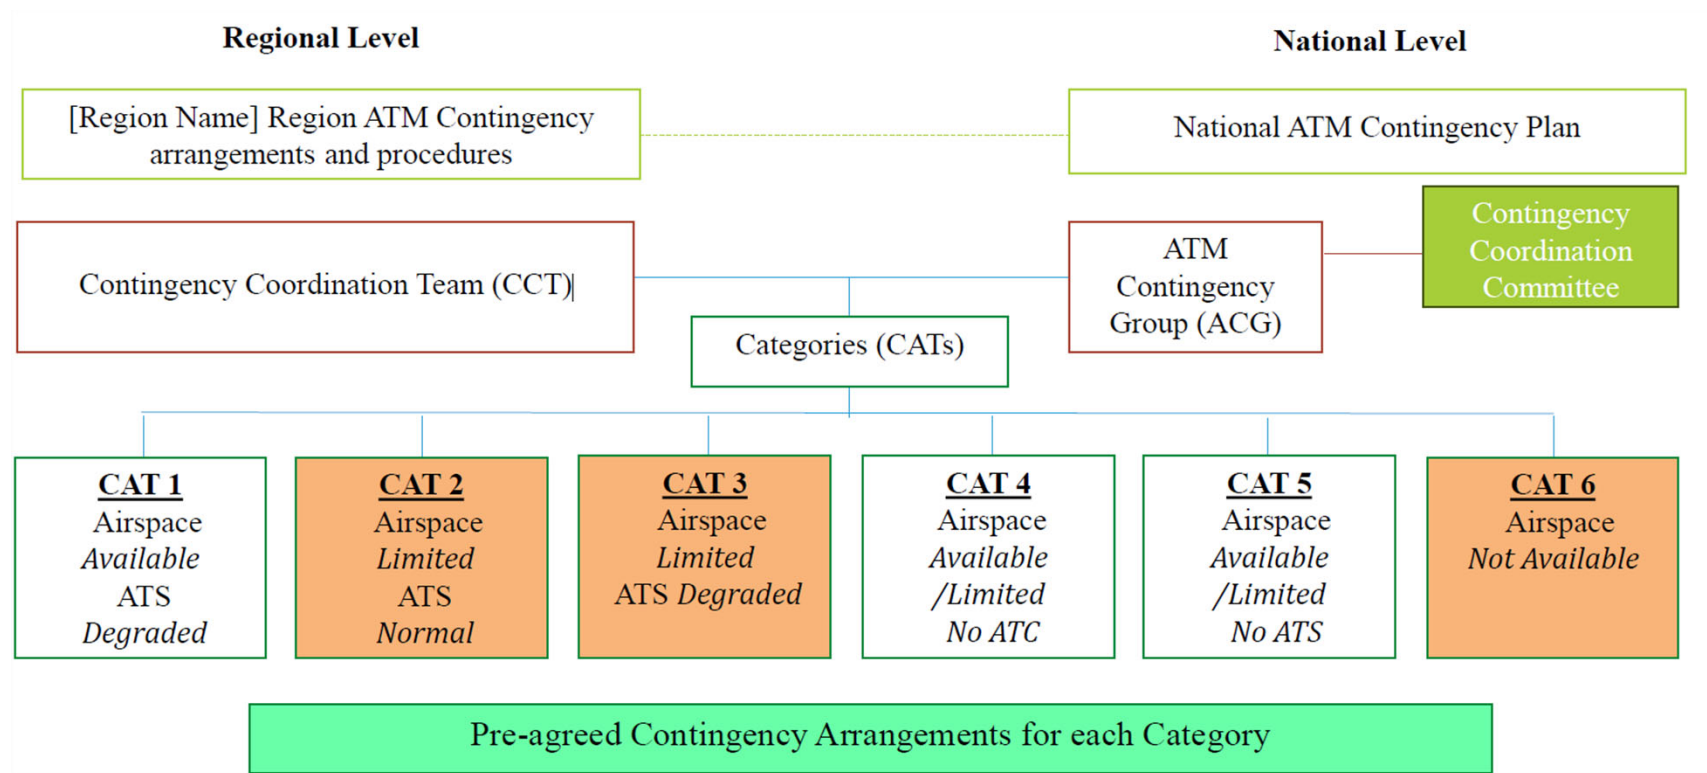 Regional Level
National Level
[Region Name] Region ATM Contingency
arrangements and procedures
National ATM Contingency Plan
Contingency Coordination Team (CCT)
ATM
Contingency
Group (ACG)
Contingency
Coordination
Committee
Categories (CATs)
CAT 1
Airspace
Available
ATS
Degraded
CAT 2
Airspace
Limited
ATS
Normal
CAT 3
Airspace
Limited
ATS Degraded
CAT 4
Airspace
Available
/Limited
No ATC
CAT 5
Airspace
Available
/Limited
No ATS
CAT 6
Airspace
Not Available
Pre-agreed Contingency Arrangements for each Category